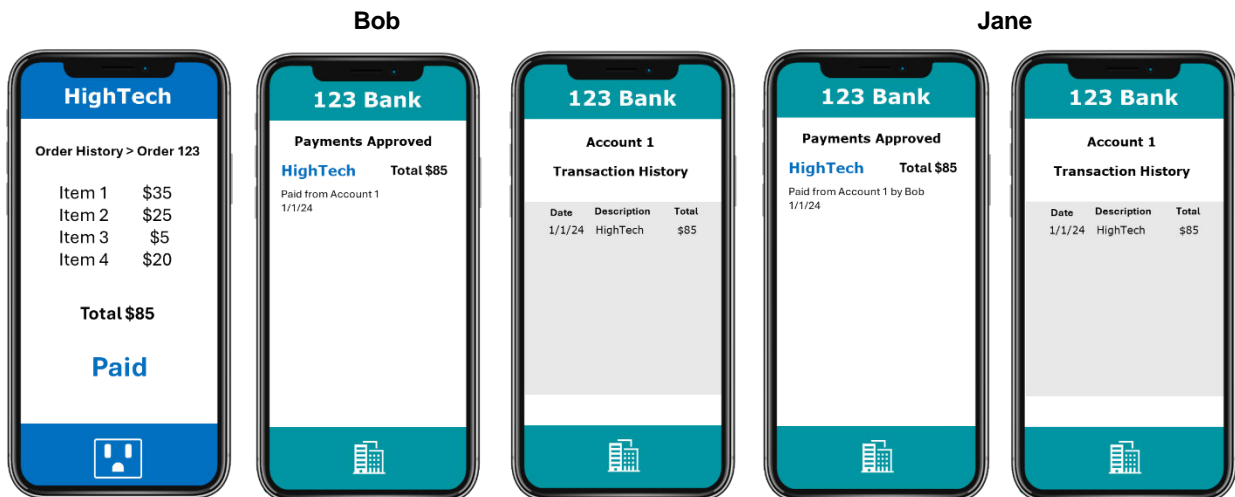 Bob
Jane
HighTech
Order History > Order 123
Item 1 $35
Item 2 $25
Item 3 $5
Item 4 $20
Total $85
Paid
123 Bank
Payments Approved
HighTech Total $85
Paid from Account 1
1/1/24
123 Bank
Account 1
Transaction History
Date Description Total
1/1/24 HighTech $85
123 Bank
Payments Approved
HighTech Total $85
Paid from Account 1 by Bob
1/1/24
123 Bank
Account 1
Transaction History
Date Description Total
1/1/24 HighTech $85